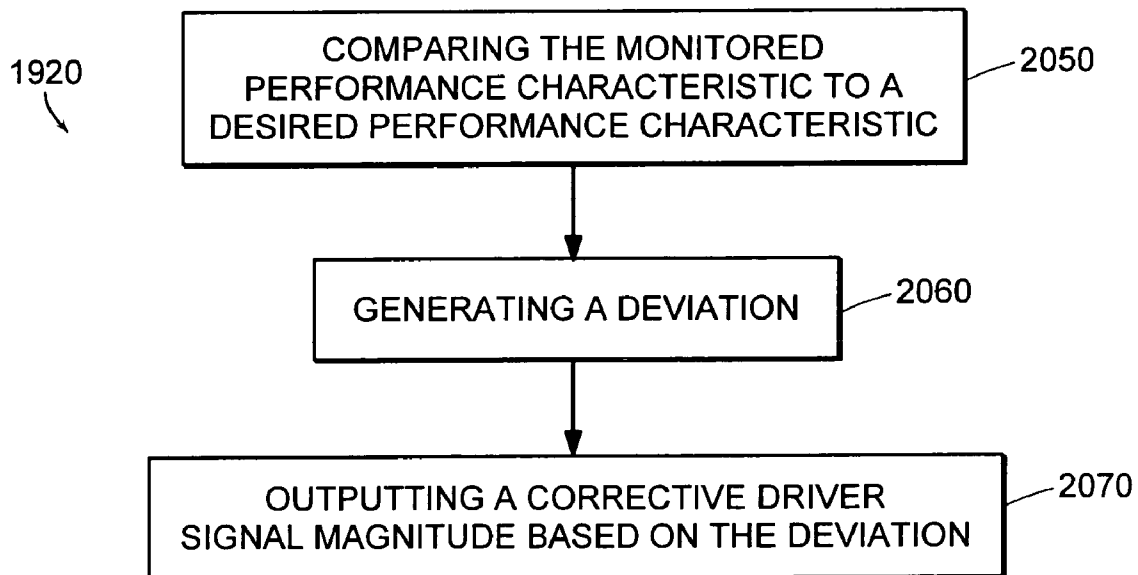 1920
COMPARING THE MONITORED
PERFORMANCE CHARACTERISTIC TO A
DESIRED PERFORMANCE CHARACTERISTIC
2050
GENERATING A DEVIATION
2060
OUTPUTTING A CORRECTIVE DRIVER
SIGNAL MAGNITUDE BASED ON THE DEVIATION
2070